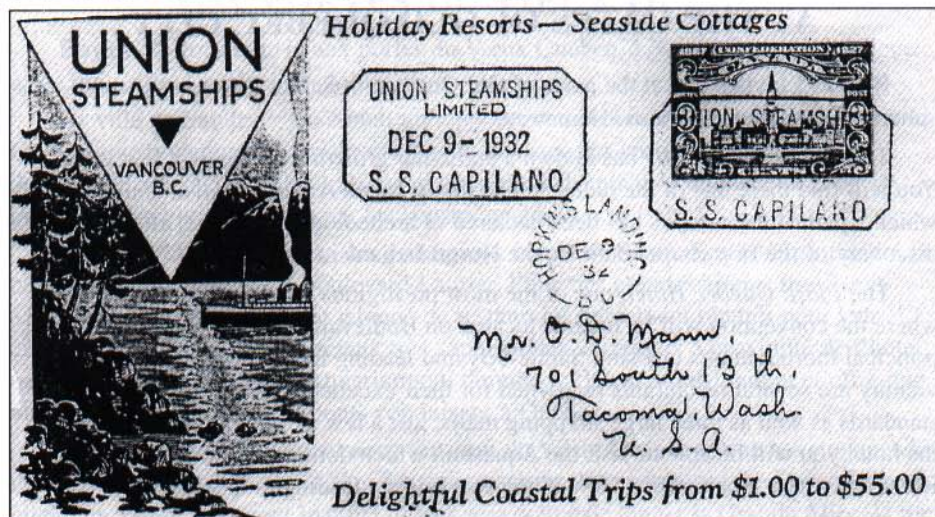 Holiday Resorts — Seaside Cottages
UNION
STEAMSHIPS
VANCOUVER
B.C.
UNION STEAMSHIPS
LIMITED
DEC 9 - 1932
S. S. CAPILANO
1867 CONFEDERATION 1927
CANADA
UNION STEAMSHIPS
S. S. CAPILANO
HOPKINS LANDING
DE 9
32
B C
Mr. O. D. Mann,
701 South 13 th,
Tacoma, Wash.
U. S. A.
Delightful Coastal Trips from $1.00 to $55.00